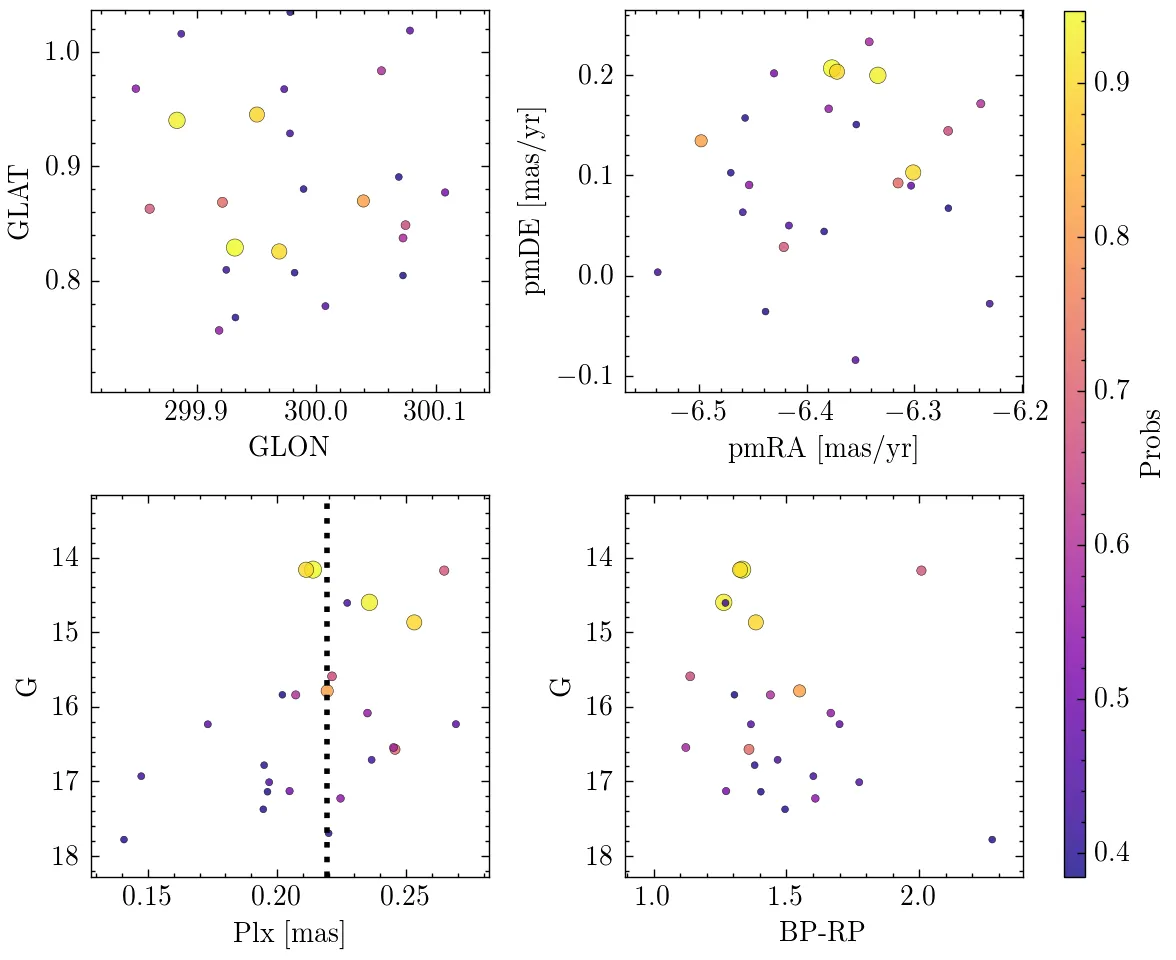 1.0
0.9
0.8
GLAT
299.9 300.0 300.1
GLON
0.2
0.1
0.0
−0.1
pmDE [mas/yr]
−6.5 −6.4 −6.3 −6.2
pmRA [mas/yr]
14
15
16
17
18
G
0.15 0.20 0.25
Plx [mas]
14
15
16
17
18
G
1.0 1.5 2.0
BP-RP
0.9
0.8
0.7
0.6
0.5
0.4
Probs